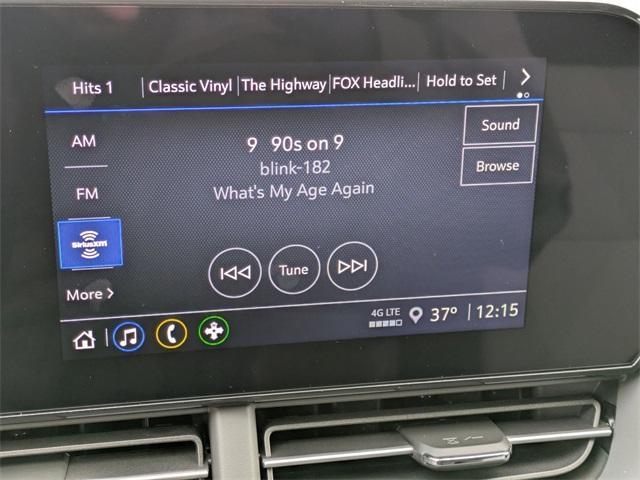 Hits 1 Classic Vinyl The Highway FOX Headli... Hold to Set
AM
9 90s on 9
Sound
blink-182
Browse
FM
What's My Age Again
SiriusXM
Tune
More >
4G LTE
37° 12:15